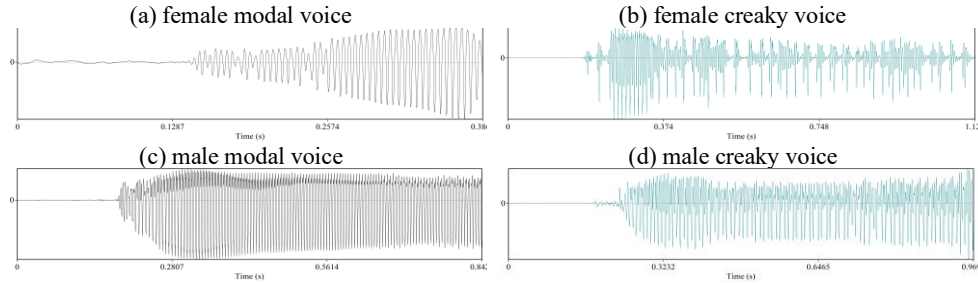 (a) female modal voice
(b) female creaky voice
0
0
0 0.1287 0.2574
Time (s)
0 0.374 0.748
Time (s)
(c) male modal voice
(d) male creaky voice
0
0
0 0.2807 0.5614
Time (s)
0 0.3232 0.6465
Time (s)